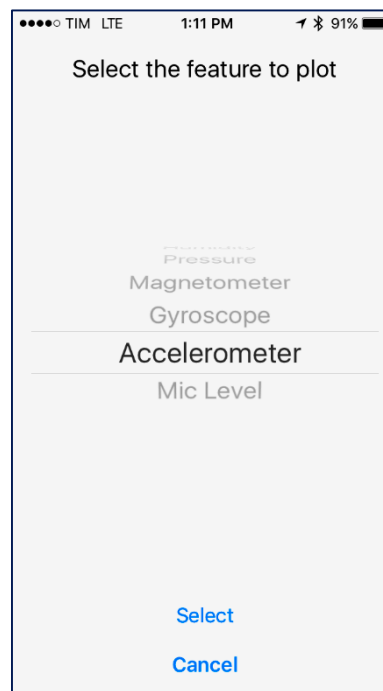 TIM LTE 1:11 PM 91%
Select the feature to plot
Humidity
Pressure
Magnetometer
Gyroscope
Accelerometer
Mic Level
Select
Cancel